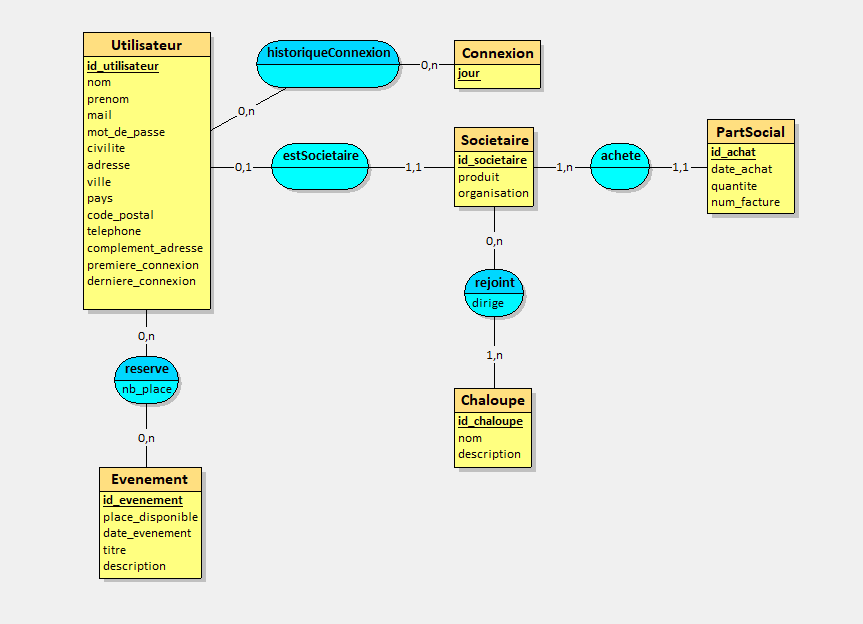 Utilisateur
id_utilisateur
nom
prenom
mail
mot_de_passe
civilite
adresse
ville
pays
code_postal
telephone
complement_adresse
premiere_connexion
derniere_connexion
historiqueConnexion
0,n
0,n
Connexion
jour
0,1
estSocietaire
1,1
Societaire
id_societaire
produit
organisation
1,n
achete
1,1
PartSocial
id_achat
date_achat
quantite
num_facture
0,n
rejoint
dirige
1,n
Chaloupe
id_chaloupe
nom
description
0,n
reserve
nb_place
0,n
Evenement
id_evenement
place_disponible
date_evenement
titre
description